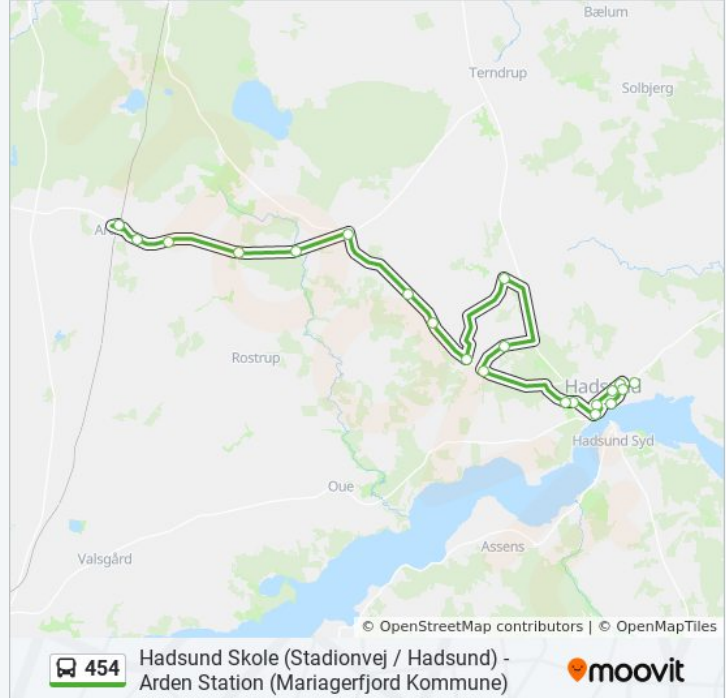 Bælum
Terndrup
Solbjerg
Rostrup
Hadsund
Hadsund Syd
Oue
Assens
Valsgård
© OpenStreetMap contributors | © OpenMapTiles
454
Hadsund Skole (Stadionvej / Hadsund) -
Arden Station (Mariagerfjord Kommune)
moovit